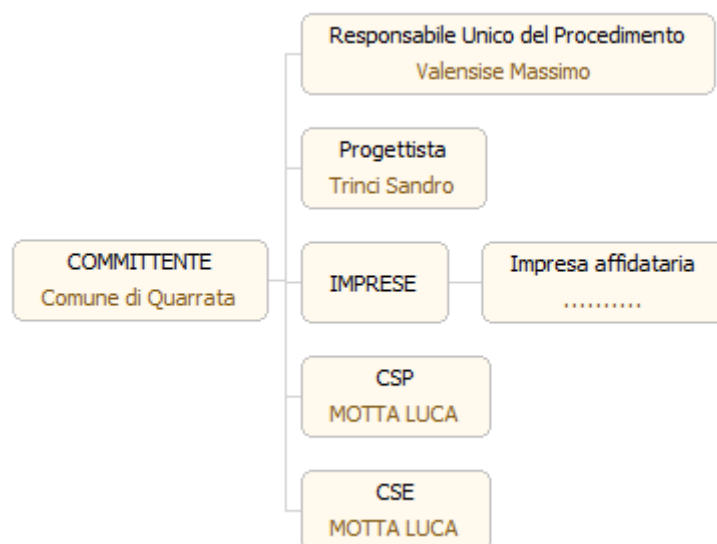 Responsabile Unico del Procedimento
Valensise Massimo
Progettista
Trinci Sandro
COMMITTENTE
Comune di Quarrata
IMPRESE
Impresa affidataria
..........
CSP
MOTTA LUCA
CSE
MOTTA LUCA